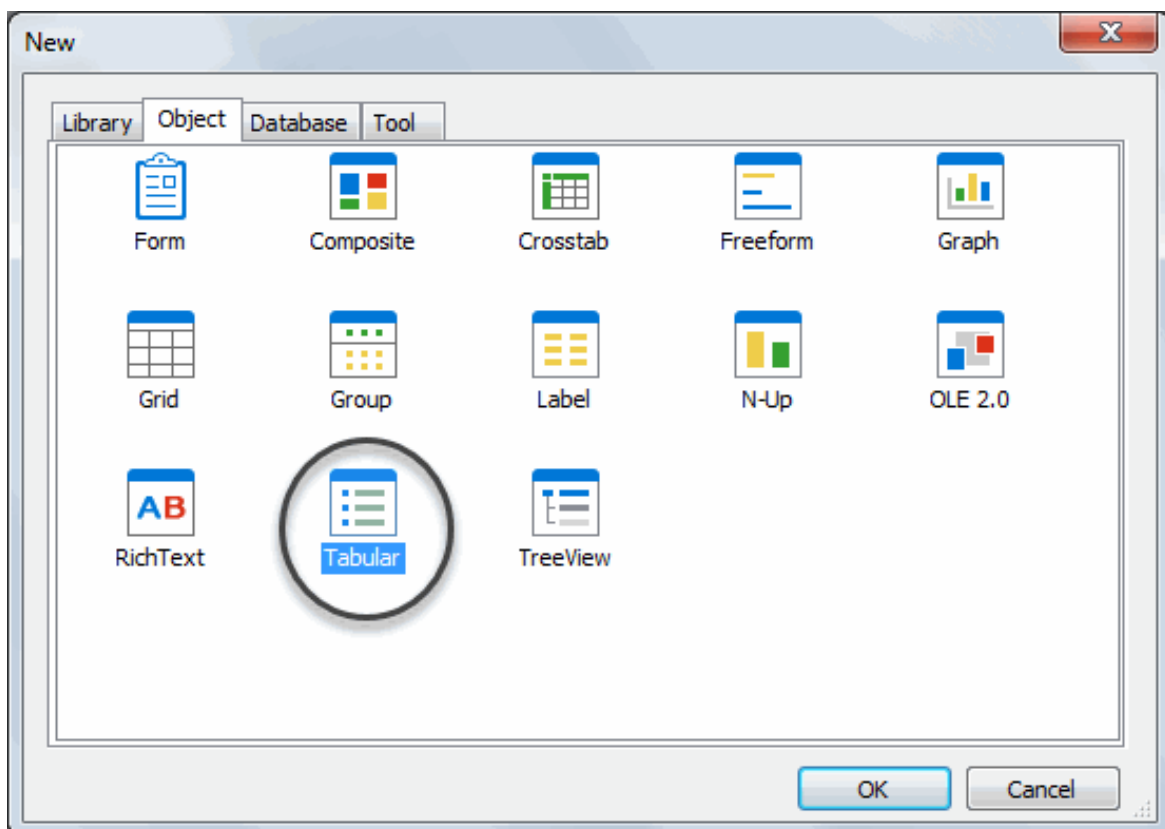 New
Library Object Database Tool
Form Composite Crosstab Freeform Graph
Grid Group Label N-Up OLE 2.0
AB
RichText Tabular TreeView
OK Cancel